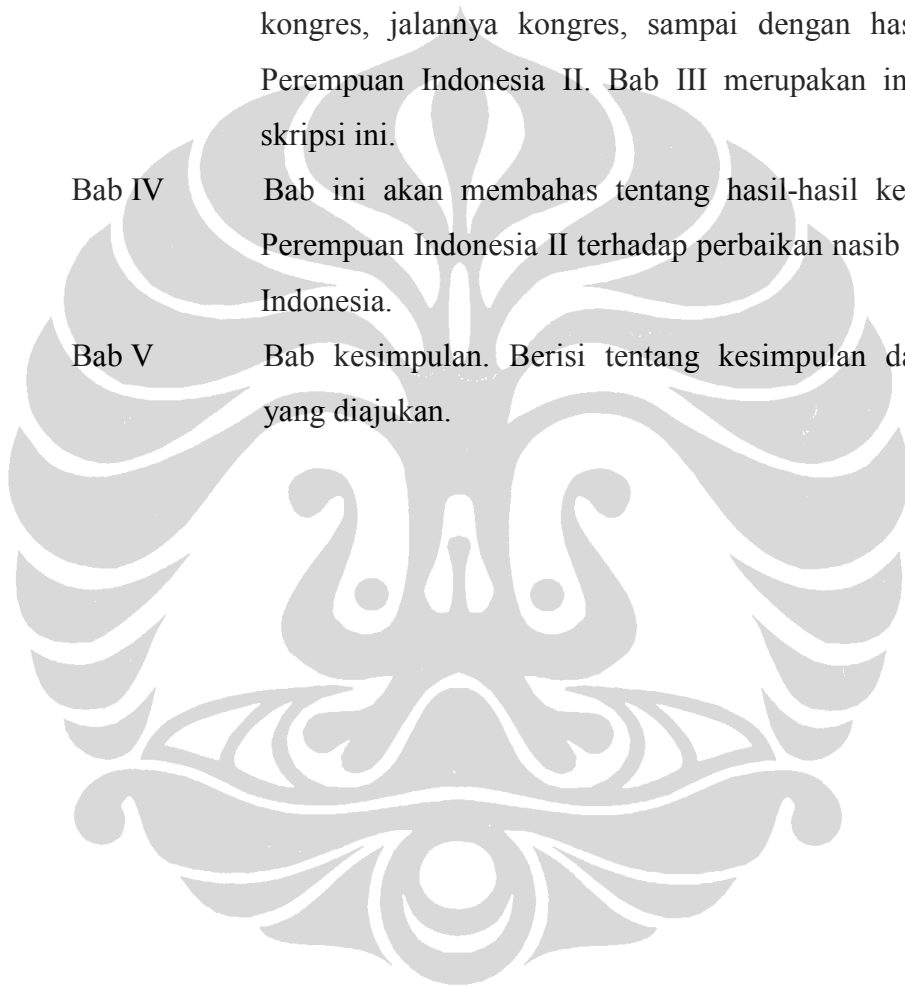 kongres, jalannya kongres, sampai dengan has
Perempuan Indonesia II. Bab III merupakan in
skripsi ini.
Bab IV Bab ini akan membahas tentang hasil-hasil ke
Perempuan Indonesia II terhadap perbaikan nasib
Indonesia.
Bab V Bab kesimpulan. Berisi tentang kesimpulan da
yang diajukan.